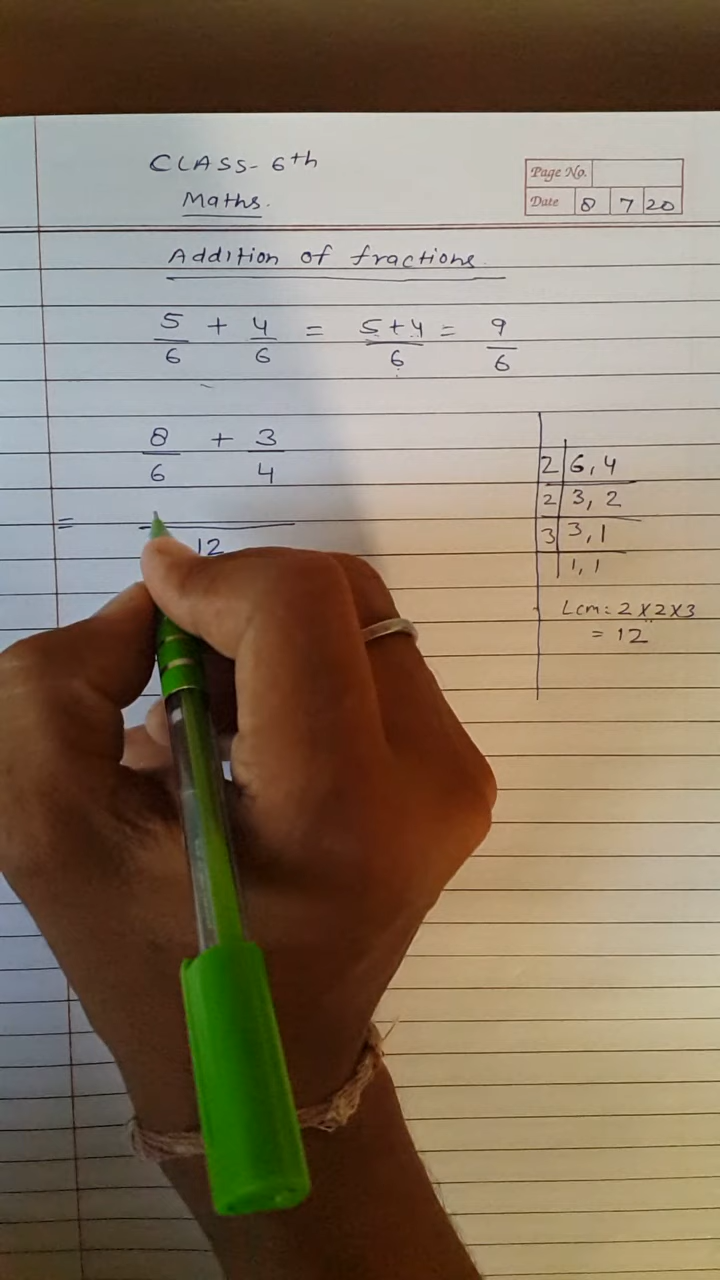 CLASS- 6th
Maths.
Page No.
Date 8 7 20
Addition of fractions.
5/6 + 4/6 = 5+4/6 = 9/6
8/6 + 3/4
= /12
2 | 6, 4
2 | 3, 2
3 | 3, 1
1, 1
Lcm = 2 x 2 x 3
= 12